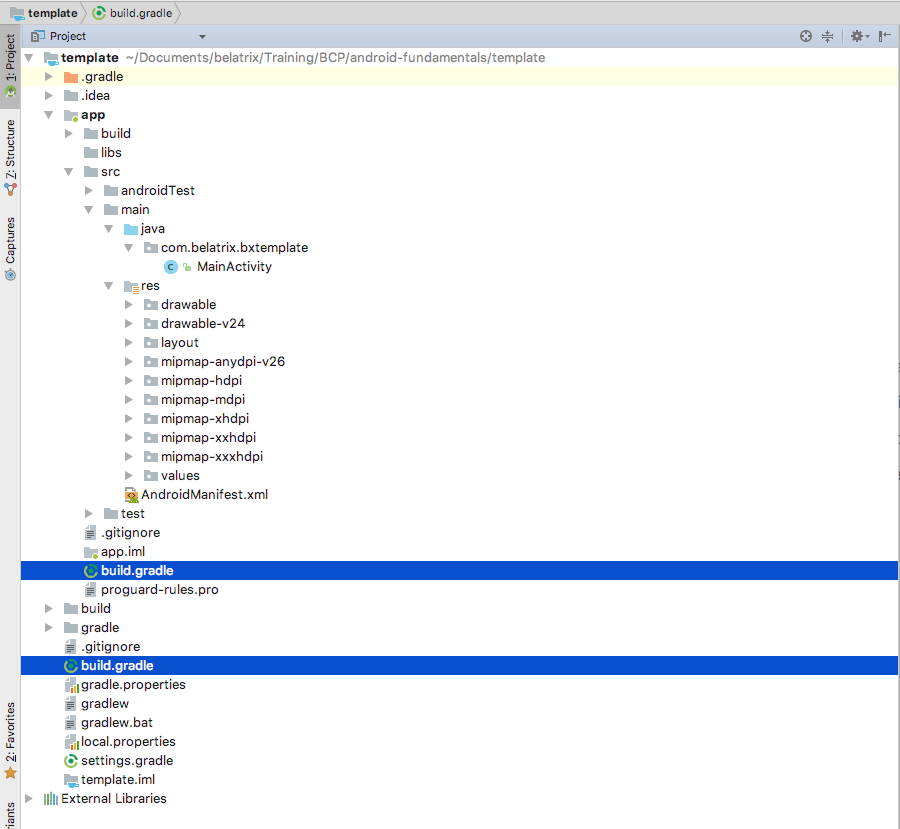 template build.gradle
Project
template ~/Documents/belatrix/Training/BCP/android-fundamentals/template
.gradle
.idea
app
build
libs
src
androidTest
main
java
com.belatrix.bxtemplate
C MainActivity
res
drawable
drawable-v24
layout
mipmap-anydpi-v26
mipmap-hdpi
mipmap-mdpi
mipmap-xhdpi
mipmap-xxhdpi
mipmap-xxxhdpi
values
AndroidManifest.xml
test
.gitignore
app.iml
build.gradle
proguard-rules.pro
build
gradle
.gitignore
build.gradle
gradle.properties
gradlew
gradlew.bat
local.properties
settings.gradle
template.iml
External Libraries
1: Project
7: Structure
Captures
2: Favorites